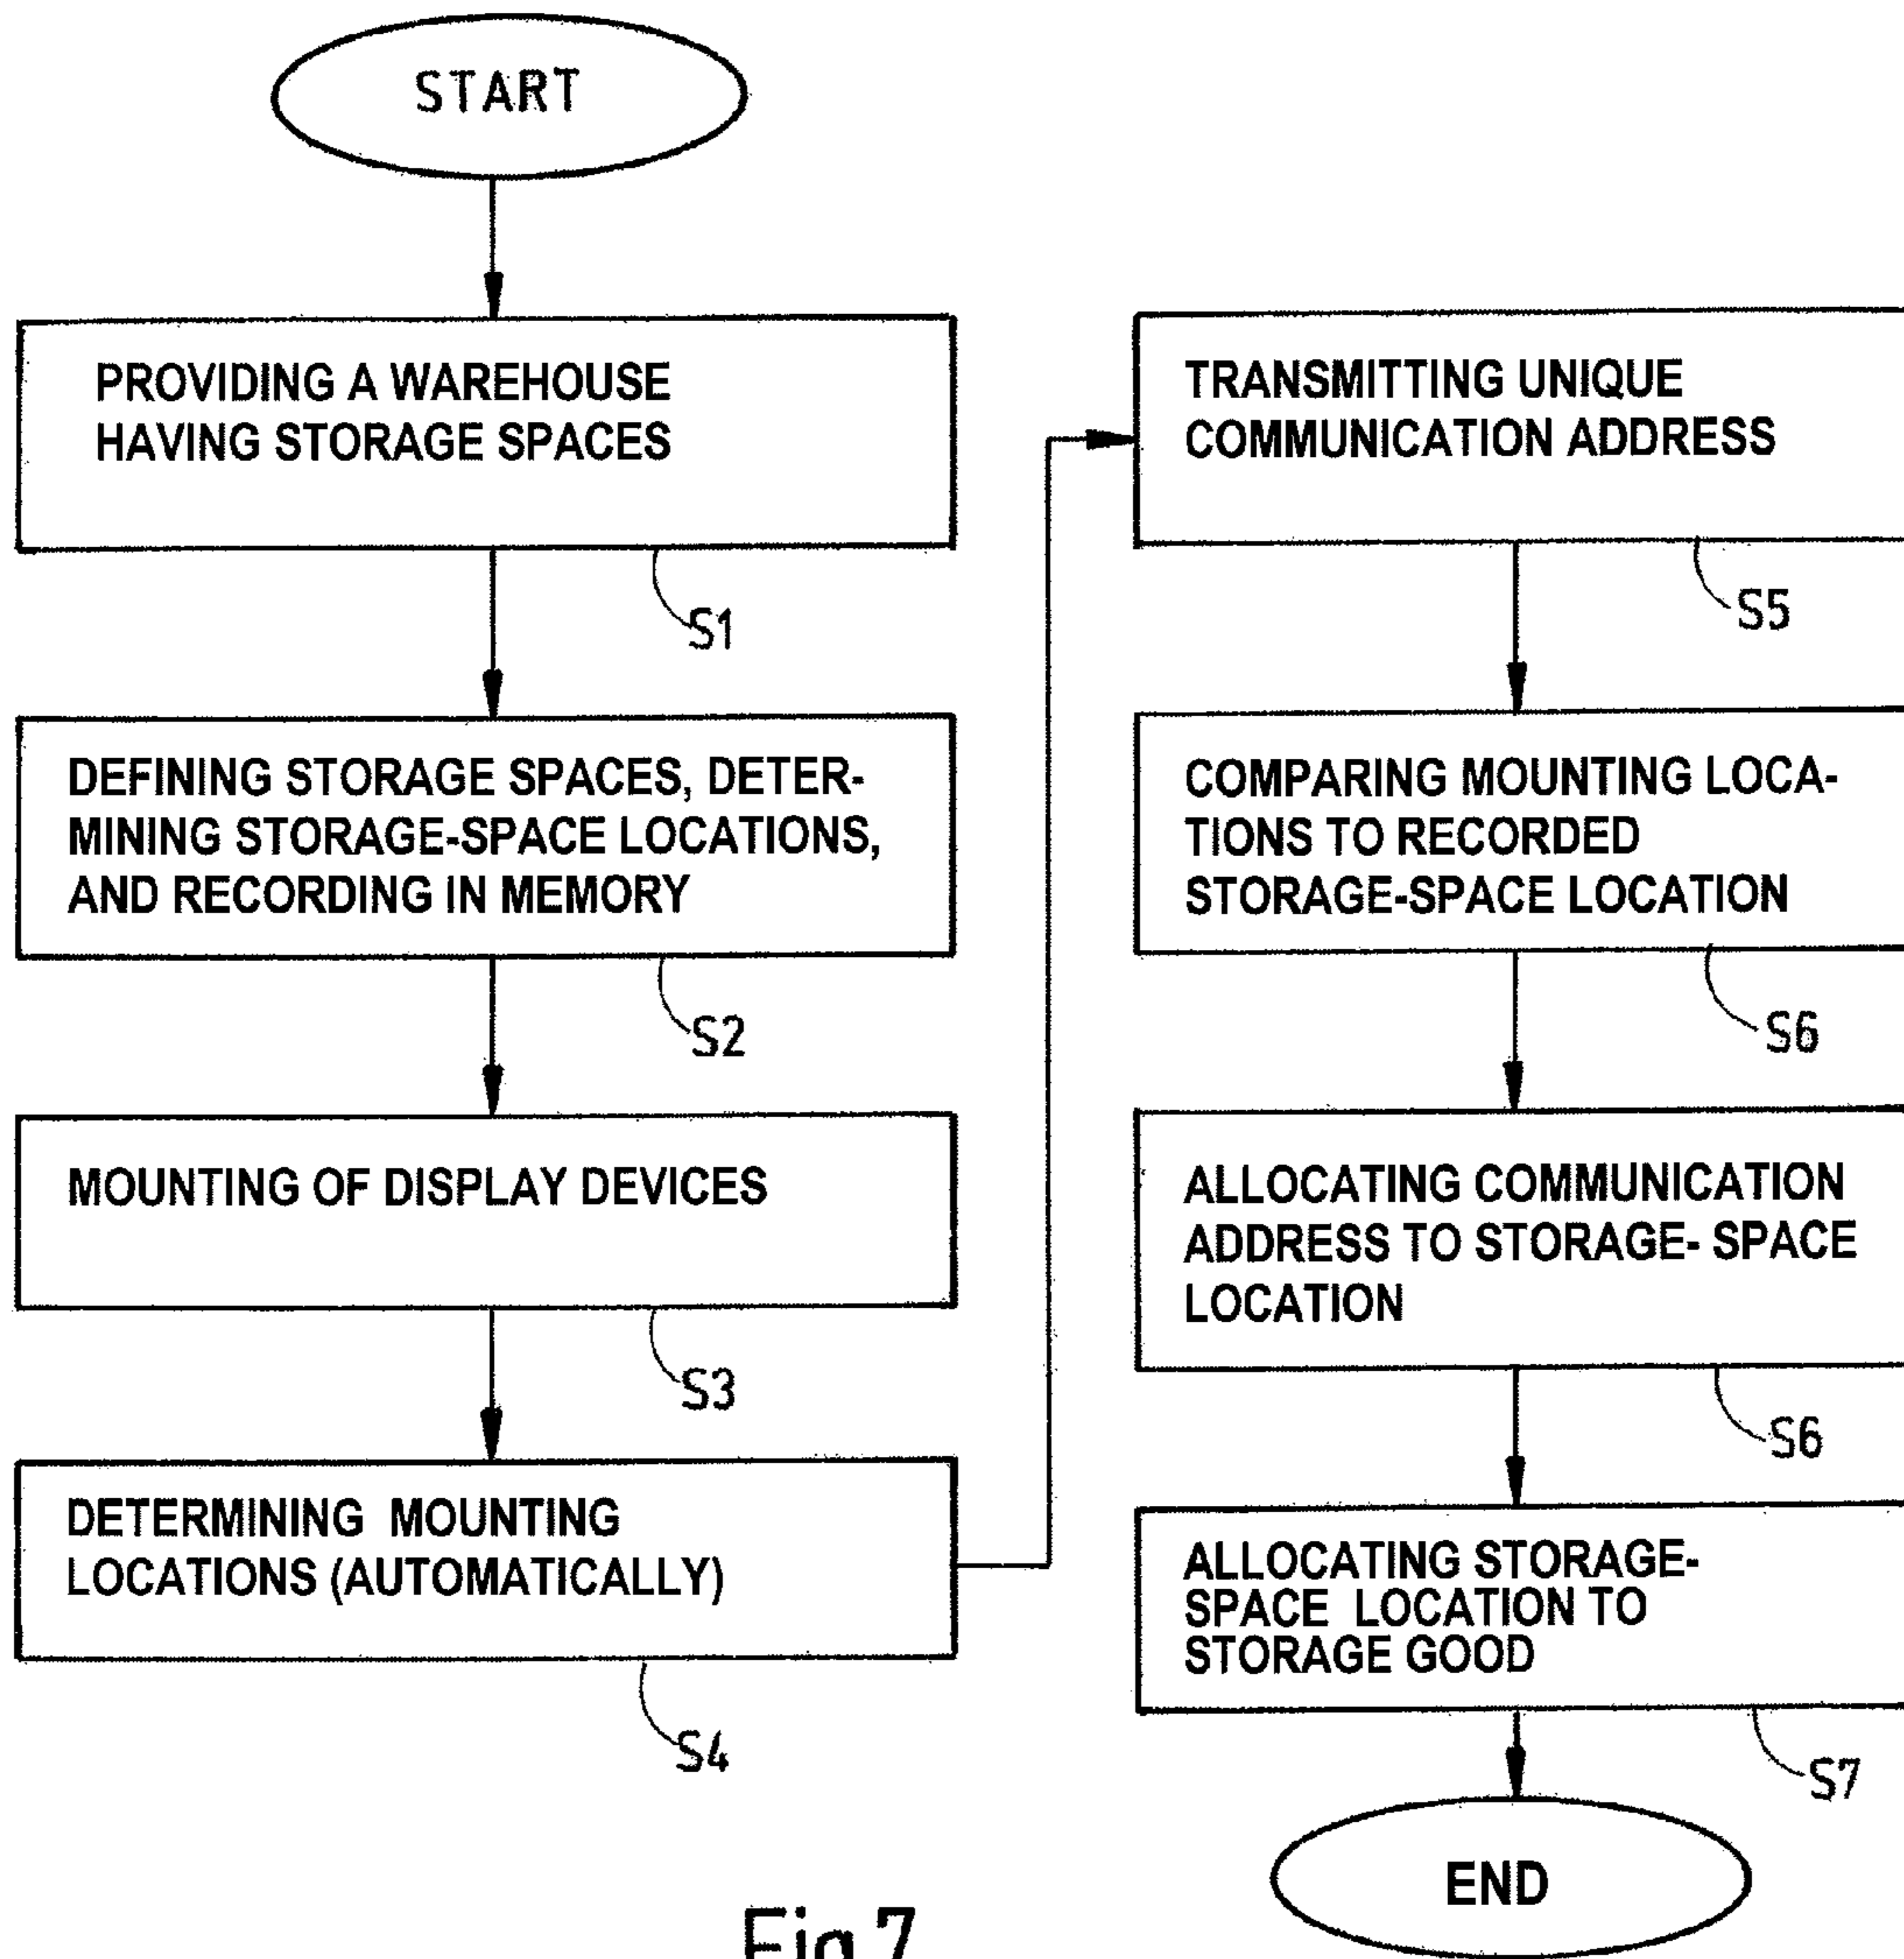 START
PROVIDING A WAREHOUSE
HAVING STORAGE SPACES
S1
DEFINING STORAGE SPACES, DETER-
MINING STORAGE-SPACE LOCATIONS,
AND RECORDING IN MEMORY
S2
MOUNTING OF DISPLAY DEVICES
S3
DETERMINING MOUNTING
LOCATIONS (AUTOMATICALLY)
S4
TRANSMITTING UNIQUE
COMMUNICATION ADDRESS
S5
COMPARING MOUNTING LOCA-
TIONS TO RECORDED
STORAGE-SPACE LOCATION
S6
ALLOCATING COMMUNICATION
ADDRESS TO STORAGE- SPACE
LOCATION
S6
ALLOCATING STORAGE-
SPACE LOCATION TO
STORAGE GOOD
S7
END
Fig.7